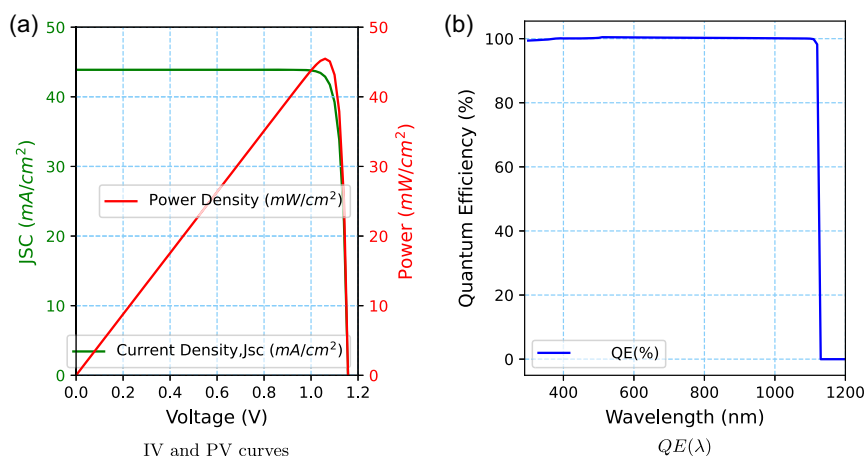 (a)
50
40
30
20
10
0
JSC (mA/cm²)
Power Density (mW/cm²)
Current Density,Jsc (mA/cm²)
0.0 0.2 0.4 0.6 0.8 1.0 1.2
Voltage (V)
50
40
30
20
10
0
Power (mW/cm²)
IV and PV curves
(b)
100
80
60
40
20
0
Quantum Efficiency (%)
QE(%)
400 600 800 1000 1200
Wavelength (nm)
QE(λ)